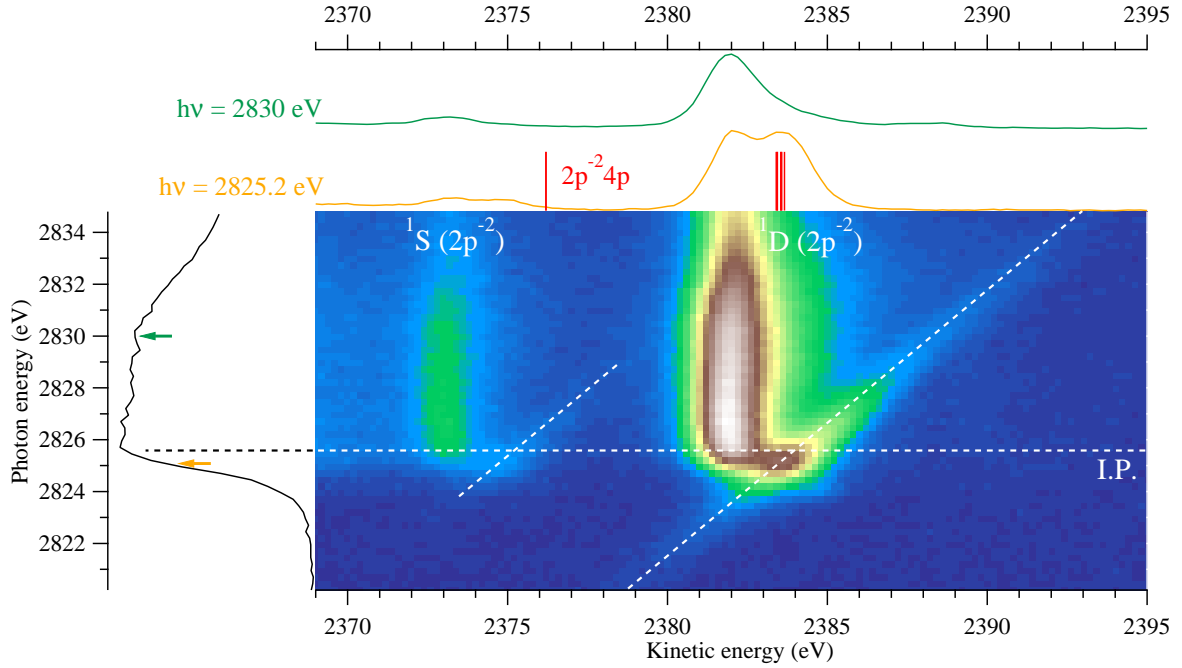 2370 2375 2380 2385 2390 2395
hν = 2830 eV
hν = 2825.2 eV
2p⁻²4p
¹S (2p⁻²) ¹D (2p⁻²)
2834
2832
2830
2828
2826
2824
2822
Photon energy (eV)
I.P.
2370 2375 2380 2385 2390 2395
Kinetic energy (eV)